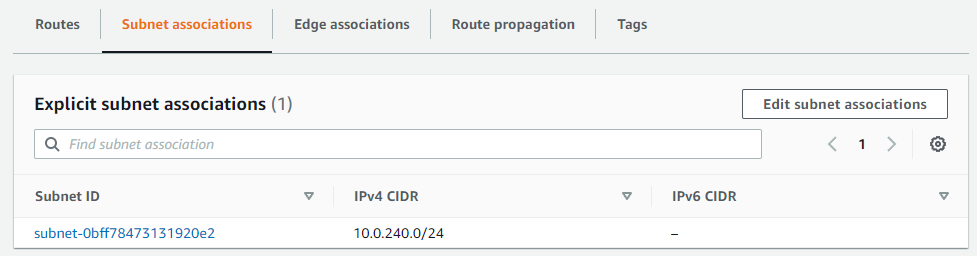 Routes Subnet associations Edge associations Route propagation Tags
Explicit subnet associations (1) Edit subnet associations
Find subnet association 1
Subnet ID IPv4 CIDR IPv6 CIDR
subnet-0bff78473131920e2 10.0.240.0/24 –